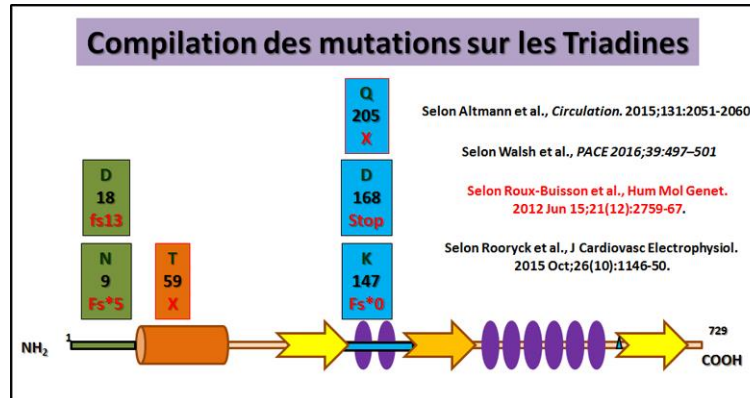 Compilation des mutations sur les Triadines
Q
205
X
D
18
fs13
D
168
Stop
N
9
Fs*5
T
59
X
K
147
Fs*0
Selon Altmann et al., Circulation. 2015;131:2051-2060
Selon Walsh et al., PACE 2016;39:497–501
Selon Roux-Buisson et al., Hum Mol Genet.
2012 Jun 15;21(12):2759-67.
Selon Rooryck et al., J Cardiovasc Electrophysiol.
2015 Oct;26(10):1146-50.
NH2
1
729
COOH